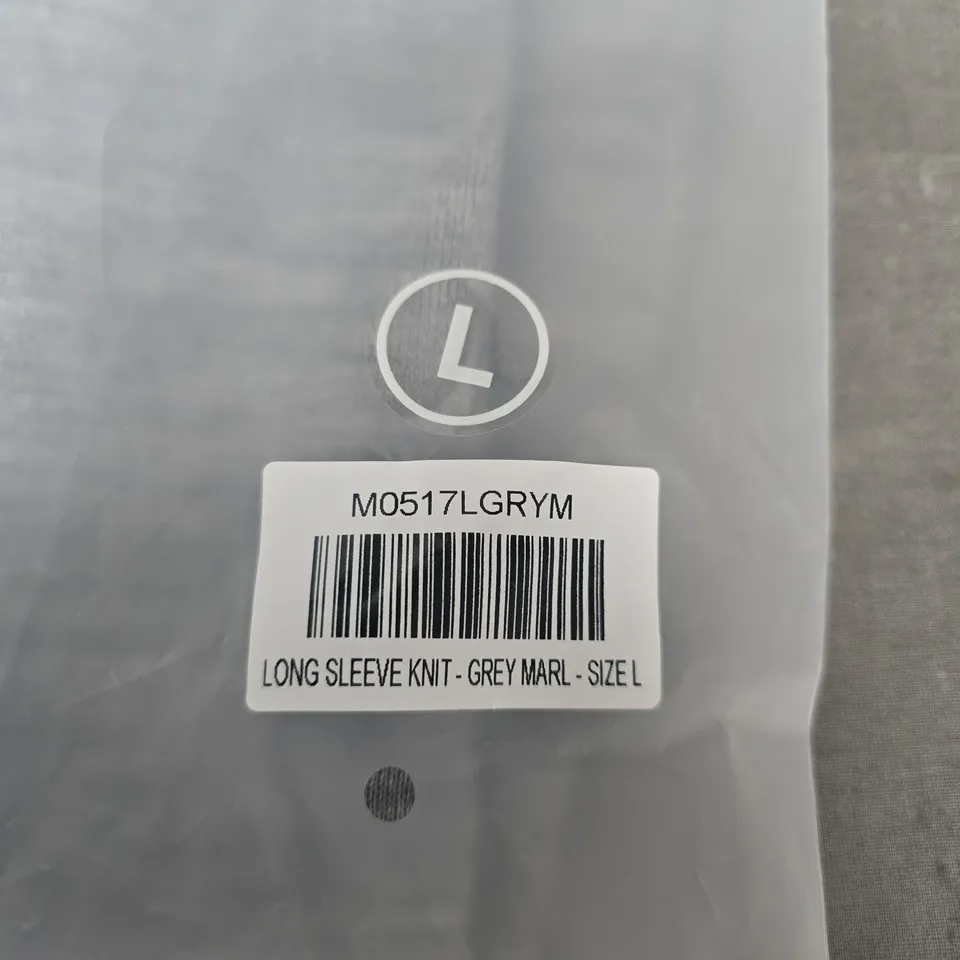 L
M0517LGRYM
LONG SLEEVE KNIT - GREY MARL - SIZE L